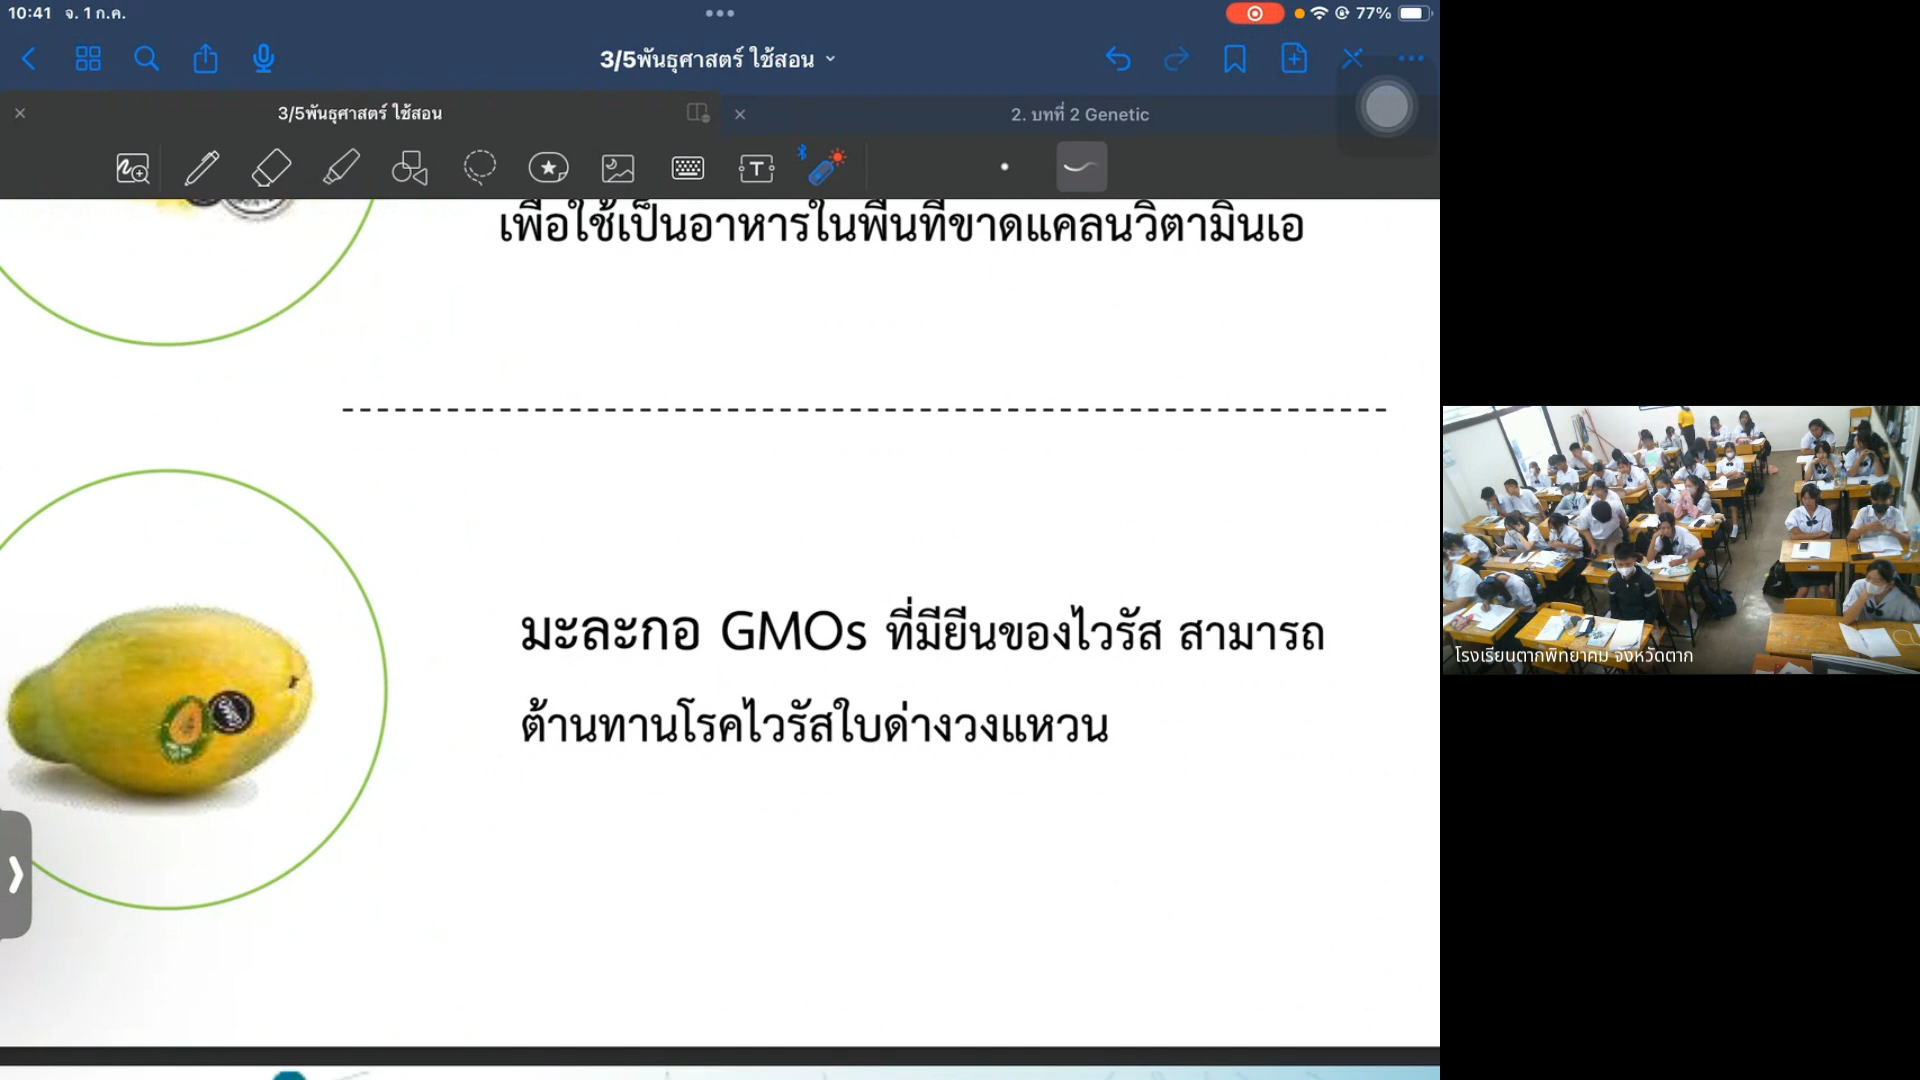 10:41 จ. 1 ก.ค.
77%
3/5พันธุศาสตร์ ใช้สอน
3/5พันธุศาสตร์ ใช้สอน
2. บทที่ 2 Genetic
เพื่อใช้เป็นอาหารในพื้นที่ขาดแคลนวิตามินเอ
มะละกอ GMOs ที่มียีนของไวรัส สามารถ
ต้านทานโรคไวรัสใบด่างวงแหวน
โรงเรียนตากพิทยาคม จังหวัดตาก